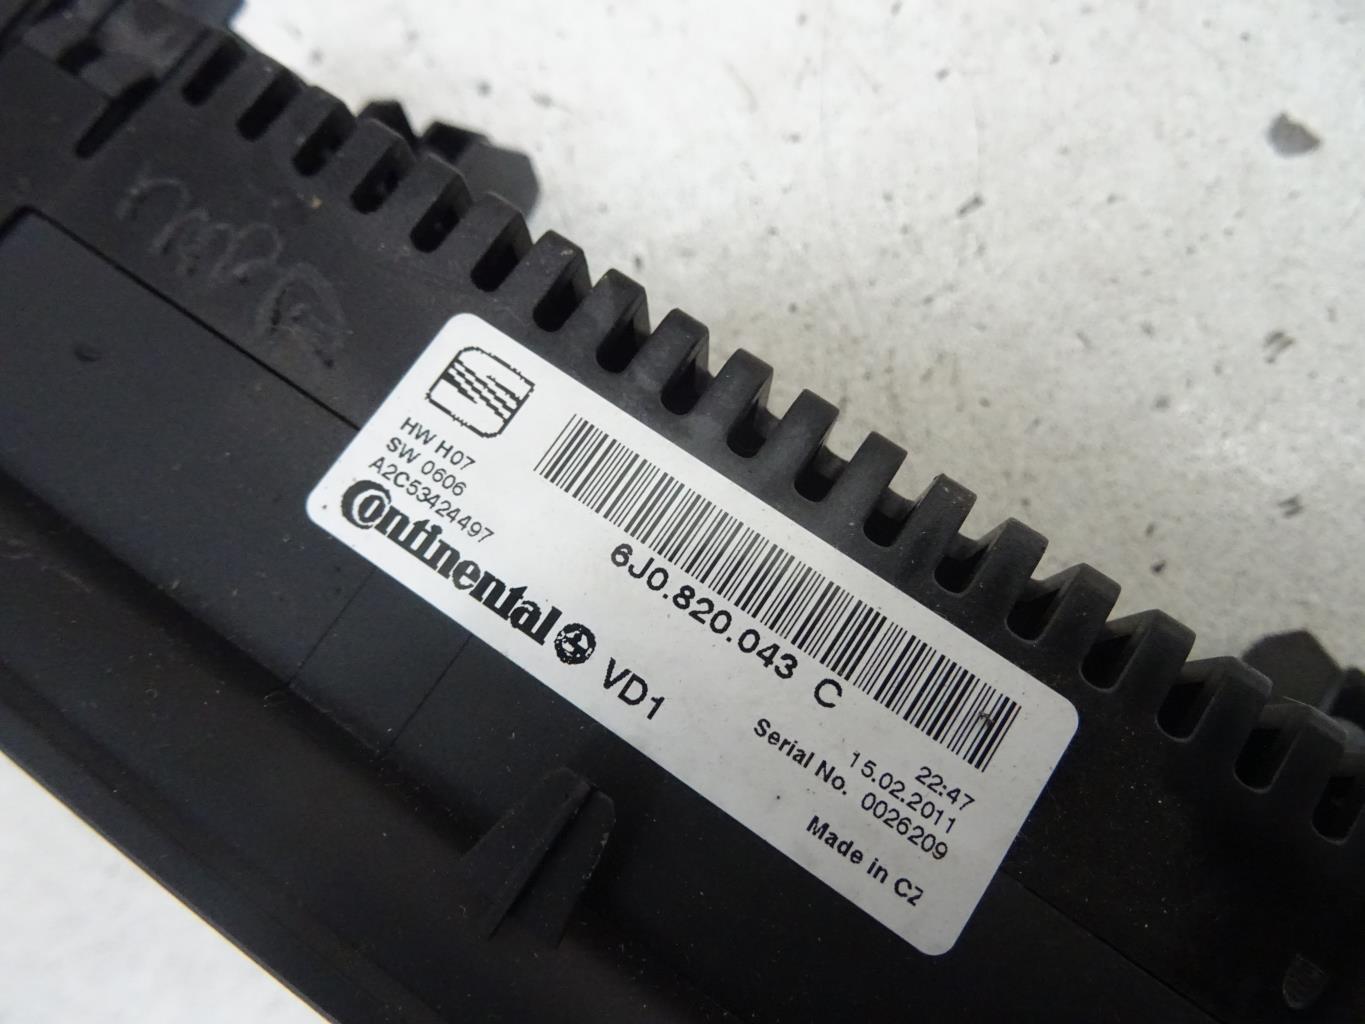 HW H07
SW 0606
A2C53424497
Continental VD1
6J0.820.043 C
22:47
15.02.2011
Serial No. 0026209
Made in CZ